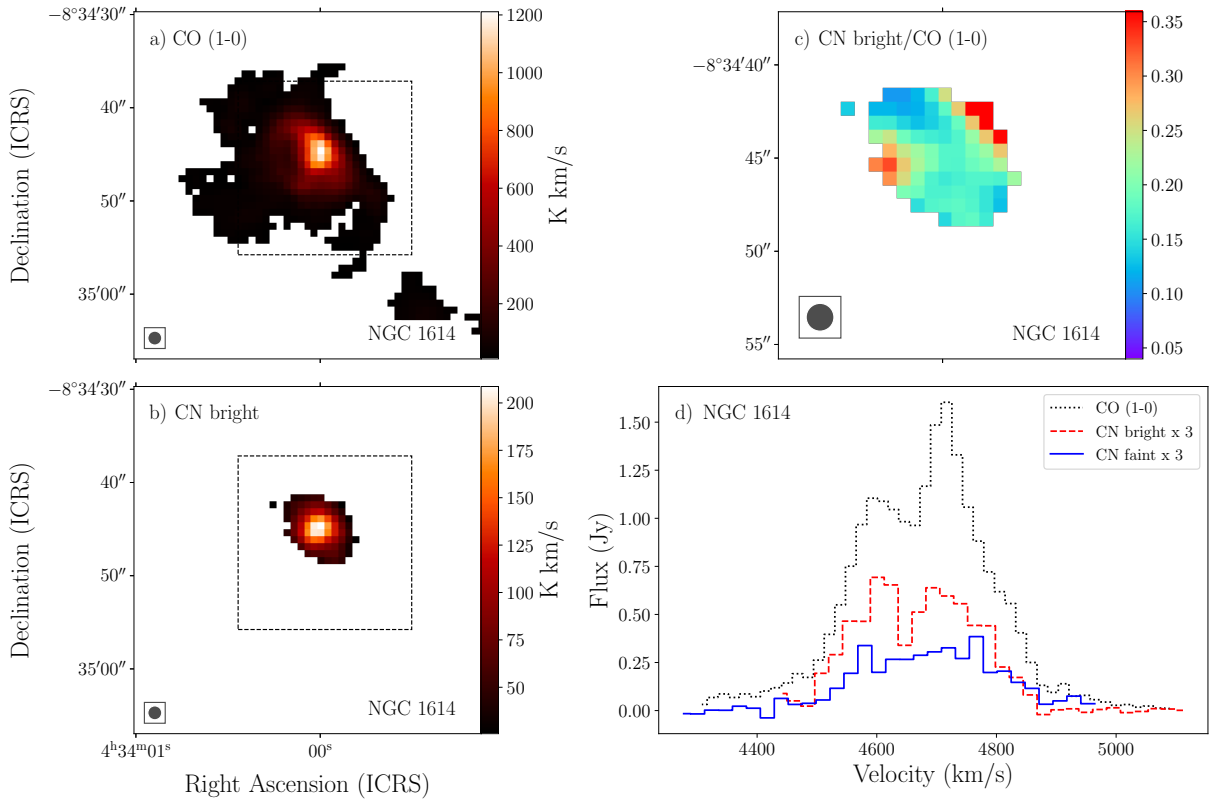 a) CO (1-0)
−8°34′30″
40″
50″
35′00″
Declination (ICRS)
NGC 1614
1200
1000
800
600
400
200
K km/s
c) CN bright/CO (1-0)
−8°34′40″
45″
50″
55″
NGC 1614
0.35
0.30
0.25
0.20
0.15
0.10
0.05
b) CN bright
−8°34′30″
40″
50″
35′00″
Declination (ICRS)
NGC 1614
4ʰ34ᵐ01ˢ
00ˢ
Right Ascension (ICRS)
200
175
150
125
100
75
50
K km/s
d) NGC 1614
CO (1-0)
CN bright x 3
CN faint x 3
1.50
1.25
1.00
0.75
0.50
0.25
0.00
Flux (Jy)
4400
4600
4800
5000
Velocity (km/s)